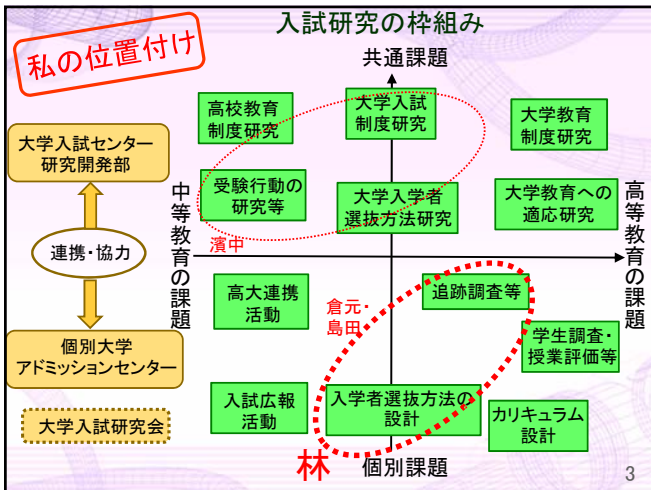 入試研究の枠組み
私の位置付け
共通課題
高校教育
制度研究
大学入試
制度研究
大学教育
制度研究
大学入試センター
研究開発部
受験行動の
研究等
大学入学者
選抜方法研究
大学教育への
適応研究
中等教育の課題
高等教育の課題
濱中
連携・協力
高大連携
活動
倉元・
島田
追跡調査等
学生調査・
授業評価等
個別大学
アドミッションセンター
入試広報
活動
入学者選抜方法の
設計
カリキュラム
設計
大学入試研究会
林
個別課題
3